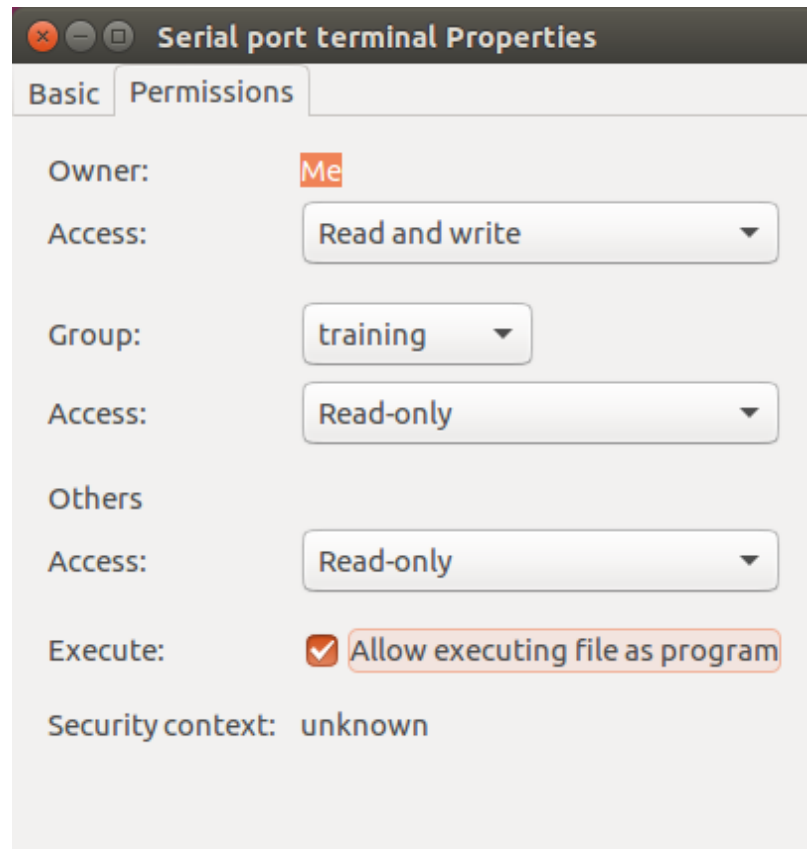 Serial port terminal Properties
Basic Permissions
Owner: Me
Access: Read and write
Group: training
Access: Read-only
Others
Access: Read-only
Execute: Allow executing file as program
Security context: unknown